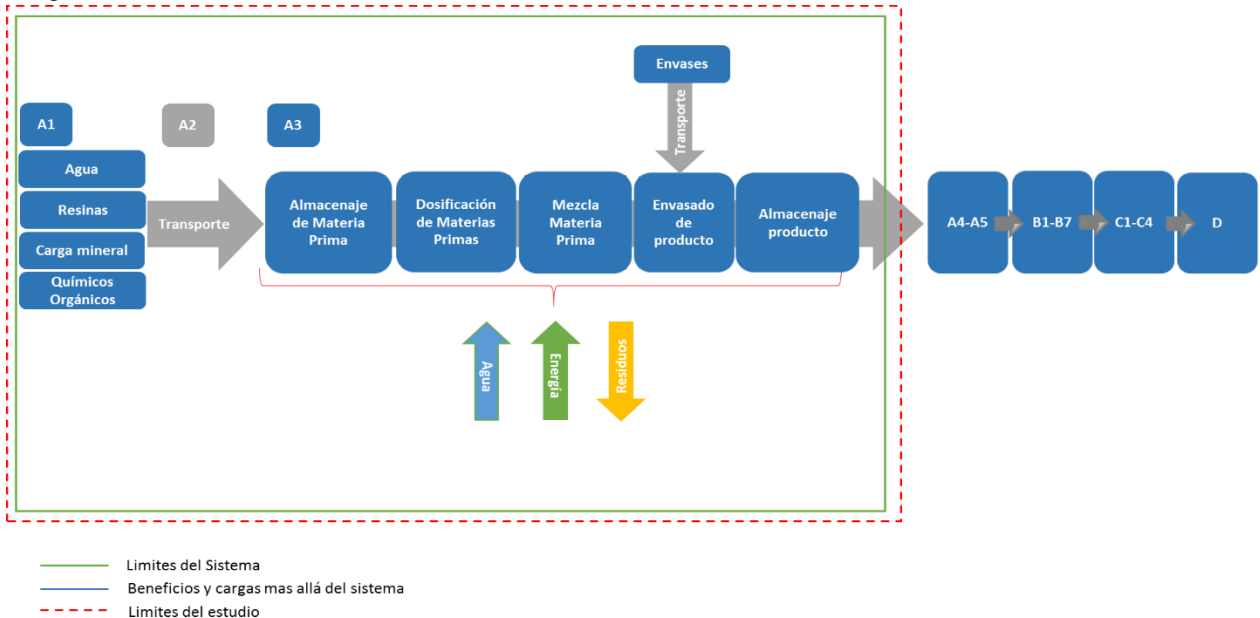 Envases
Transporte
A1
A2
A3
Agua
Resinas
Carga mineral
Químicos
Orgánicos
Transporte
Almacenaje
de Materia
Prima
Dosificación
de Materias
Primas
Mezcla
Materia
Prima
Envasado
de
producto
Almacenaje
producto
A4-A5
B1-B7
C1-C4
D
Agua
Energía
Residuos
Limites del Sistema
Beneficios y cargas mas allá del sistema
Limites del estudio